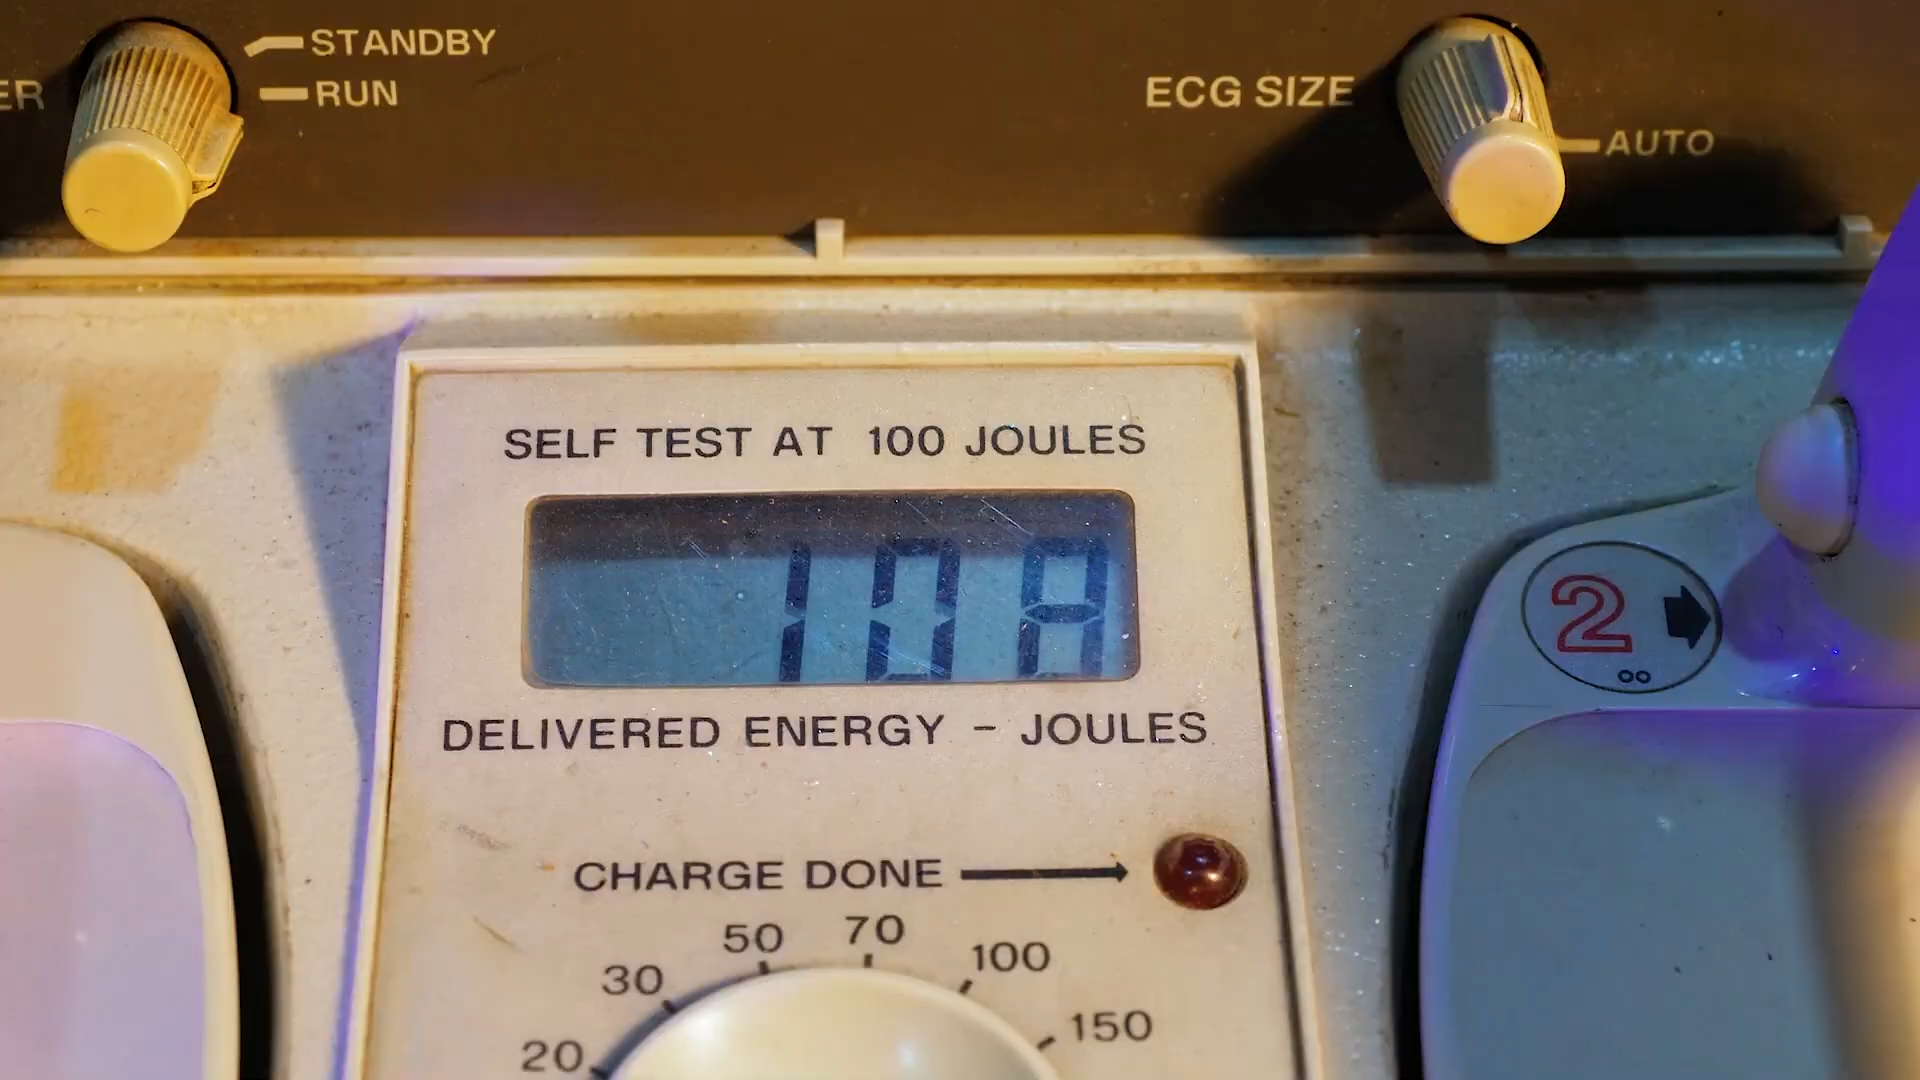 STANDBY
ER
RUN
ECG SIZE
AUTO
SELF TEST AT 100 JOULES
108
DELIVERED ENERGY - JOULES
2
CHARGE DONE
20
30
50
70
100
150